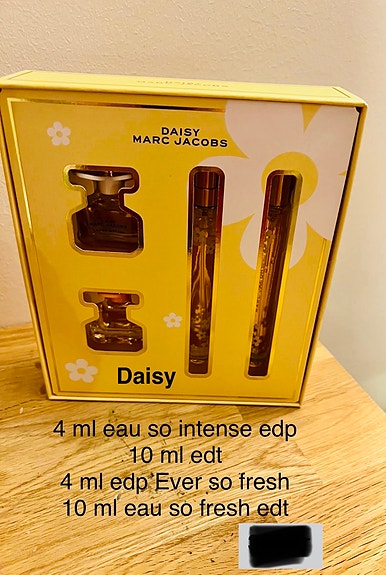 DAISY
MARC JACOBS
Daisy
4 ml eau so intense edp
10 ml edt
4 ml edp Ever so fresh
10 ml eau so fresh edt